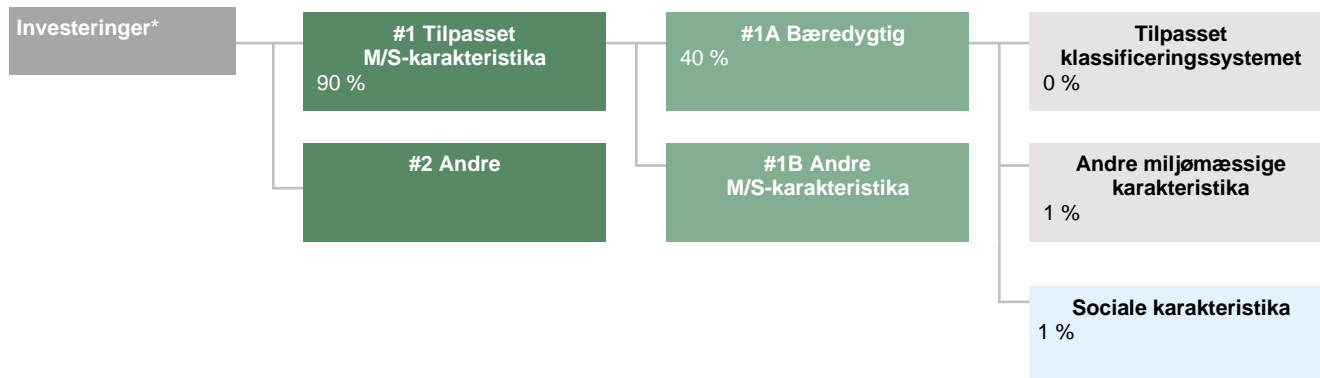 Investeringer*
#1 Tilpasset
M/S-karakteristika
90 %
#2 Andre
#1A Bæredygtig
40 %
#1B Andre
M/S-karakteristika
Tilpasset
klassificeringssystemet
0 %
Andre miljømæssige
karakteristika
1 %
Sociale karakteristika
1 %